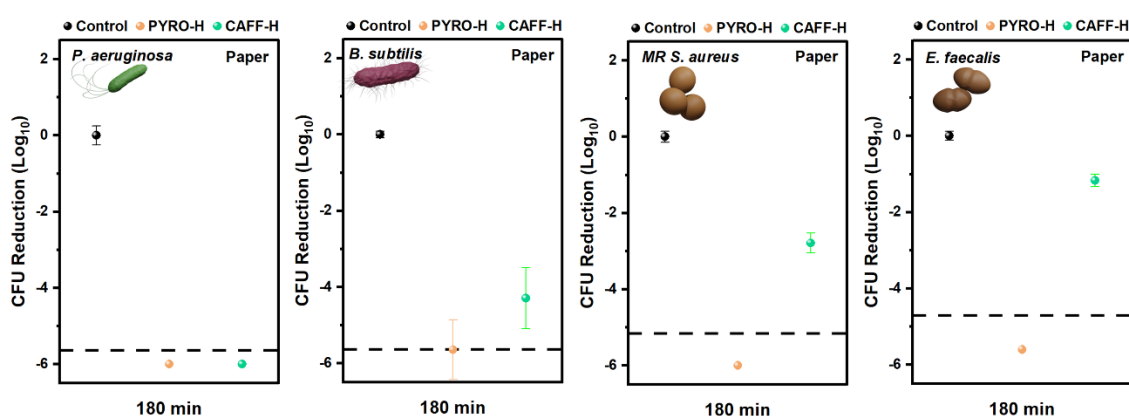 Control PYRO-H CAFF-H
P. aeruginosa Paper
CFU Reduction (Log10)
2
0
-2
-4
-6
180 min
Control PYRO-H CAFF-H
B. subtilis Paper
CFU Reduction (Log10)
2
0
-2
-4
-6
180 min
Control PYRO-H CAFF-H
MR S. aureus Paper
CFU Reduction (Log10)
2
0
-2
-4
-6
180 min
Control PYRO-H CAFF-H
E. faecalis Paper
CFU Reduction (Log10)
2
0
-2
-4
-6
180 min